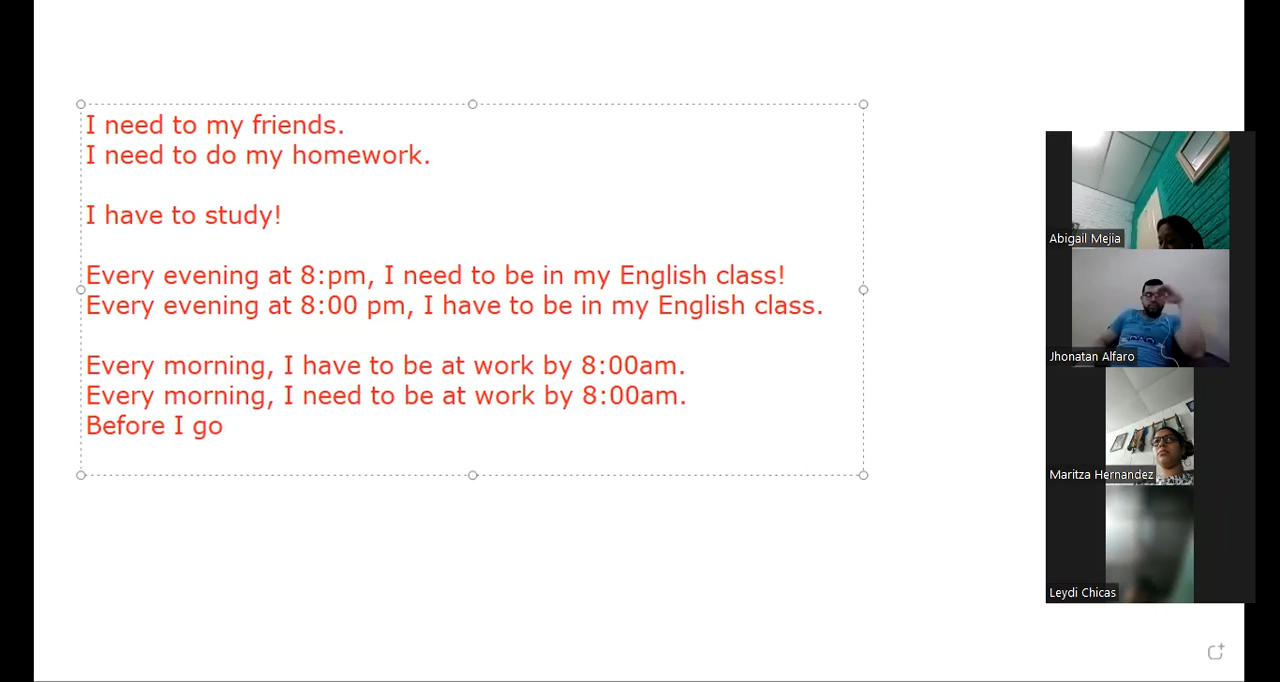 I need to my friends.
I need to do my homework.
I have to study!
Every evening at 8:pm, I need to be in my English class!
Every evening at 8:00 pm, I have to be in my English class.
Every morning, I have to be at work by 8:00am.
Every morning, I need to be at work by 8:00am.
Before I go
Abigail Mejia
Jhonatan Alfaro
Maritza Hernandez
Leydi Chicas